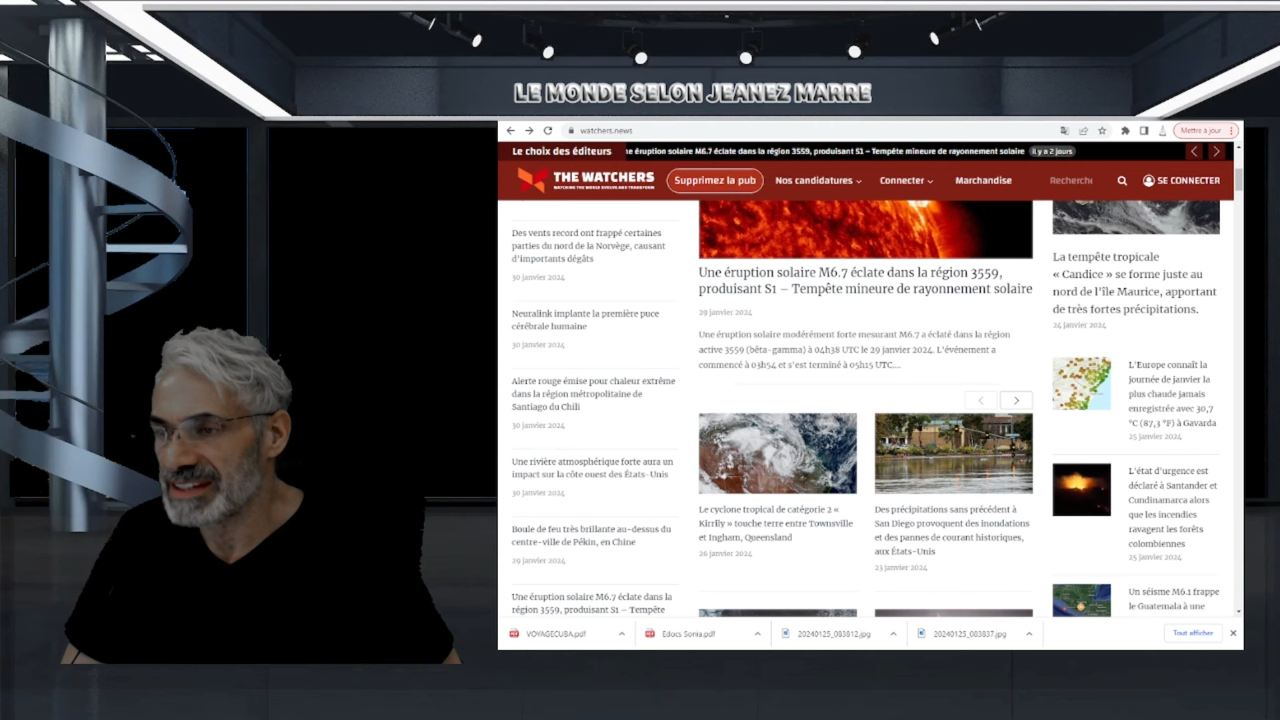 LE MONDE SELON JEANEZ MARRE
watchers.news
Mettre à jour
Le choix des éditeurs
e éruption solaire M6.7 éclate dans la région 3559, produisant S1 – Tempête mineure de rayonnement solaire
il y a 2 jours
THE WATCHERS
Supprimez la pub
Nos candidatures
Connecter
Marchandise
Recherche
SE CONNECTER
Des vents record ont frappé certaines
parties du nord de la Norvège, causant
d'importants dégâts
30 janvier 2024
Neuralink implante la première puce
cérébrale humaine
30 janvier 2024
Alerte rouge émise pour chaleur extrême
dans la région métropolitaine de
Santiago du Chili
30 janvier 2024
Une rivière atmosphérique forte aura un
impact sur la côte ouest des États-Unis
30 janvier 2024
Boule de feu très brillante au-dessus du
centre-ville de Pékin, en Chine
29 janvier 2024
Une éruption solaire M6.7 éclate dans la
région 3559, produisant S1 – Tempête
Une éruption solaire M6.7 éclate dans la région 3559,
produisant S1 – Tempête mineure de rayonnement solaire
29 janvier 2024
Une éruption solaire modérément forte mesurant M6.7 a éclaté dans la région
active 3559 (bêta-gamma) à 04h38 UTC le 29 janvier 2024. L'événement a
commencé à 03h54 et s'est terminé à 05h15 UTC....
Le cyclone tropical de catégorie 2 «
Kirrily » touche terre entre Townsville
et Ingham, Queensland
26 janvier 2024
Des précipitations sans précédent à
San Diego provoquent des inondations
et des pannes de courant historiques,
aux États-Unis
23 janvier 2024
La tempête tropicale
« Candice » se forme juste au
nord de l'île Maurice, apportant
de très fortes précipitations.
24 janvier 2024
L'Europe connaît la
journée de janvier la
plus chaude jamais
enregistrée avec 30,7
°C (87,3 °F) à Gavarda
25 janvier 2024
L'état d'urgence est
déclaré à Santander et
Cundinamarca alors
que les incendies
ravagent les forêts
colombiennes
25 janvier 2024
Un séisme M6.1 frappe
le Guatemala à une
VOYAGECUBA.pdf
Edocs Sonia.pdf
20240125_083812.jpg
20240125_083837.jpg
Tout afficher